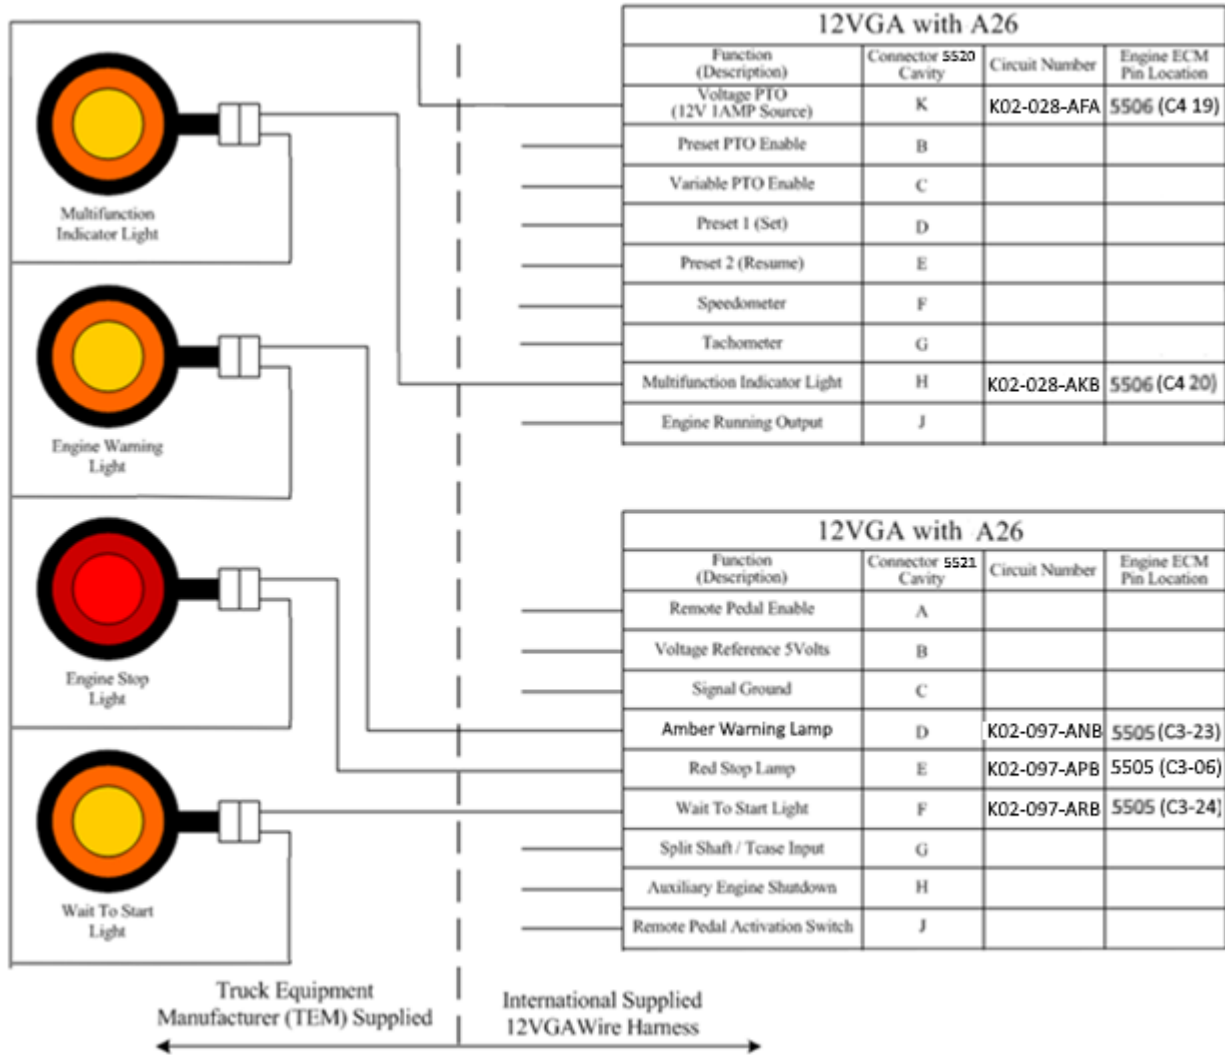 12VGA with A26
Function
(Description)
Connector 5520
Cavity
Circuit Number
Engine ECM
Pin Location
Voltage PTO
(12V 1AMP Source)
K
K02-028-AFA
5506 (C4 19)
Preset PTO Enable
B
Variable PTO Enable
C
Preset 1 (Set)
D
Preset 2 (Resume)
E
Speedometer
F
Tachometer
G
Multifunction Indicator Light
H
K02-028-AKB
5506 (C4 20)
Engine Running Output
J
Multifunction
Indicator Light
Engine Warning
Light
Engine Stop
Light
Wait To Start
Light
12VGA with A26
Function
(Description)
Connector 5521
Cavity
Circuit Number
Engine ECM
Pin Location
Remote Pedal Enable
A
Voltage Reference 5Volts
B
Signal Ground
C
Amber Warning Lamp
D
K02-097-ANB
5505 (C3-23)
Red Stop Lamp
E
K02-097-APB
5505 (C3-06)
Wait To Start Light
F
K02-097-ARB
5505 (C3-24)
Split Shaft / Tcase Input
G
Auxiliary Engine Shutdown
H
Remote Pedal Activation Switch
J
Truck Equipment
Manufacturer (TEM) Supplied
International Supplied
12VGAWire Harness